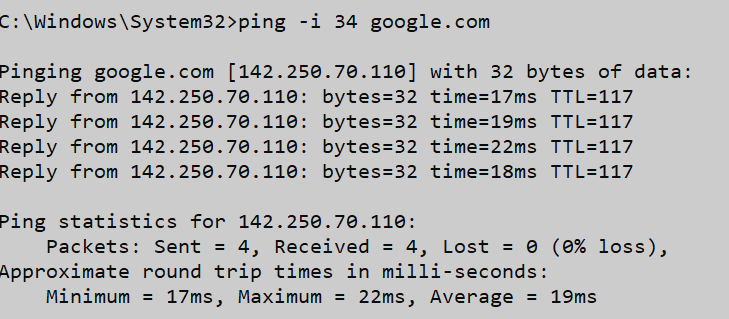 C:\Windows\System32>ping -i 34 google.com
Pinging google.com [142.250.70.110] with 32 bytes of data:
Reply from 142.250.70.110: bytes=32 time=17ms TTL=117
Reply from 142.250.70.110: bytes=32 time=19ms TTL=117
Reply from 142.250.70.110: bytes=32 time=22ms TTL=117
Reply from 142.250.70.110: bytes=32 time=18ms TTL=117
Ping statistics for 142.250.70.110:
    Packets: Sent = 4, Received = 4, Lost = 0 (0% loss),
Approximate round trip times in milli-seconds:
    Minimum = 17ms, Maximum = 22ms, Average = 19ms